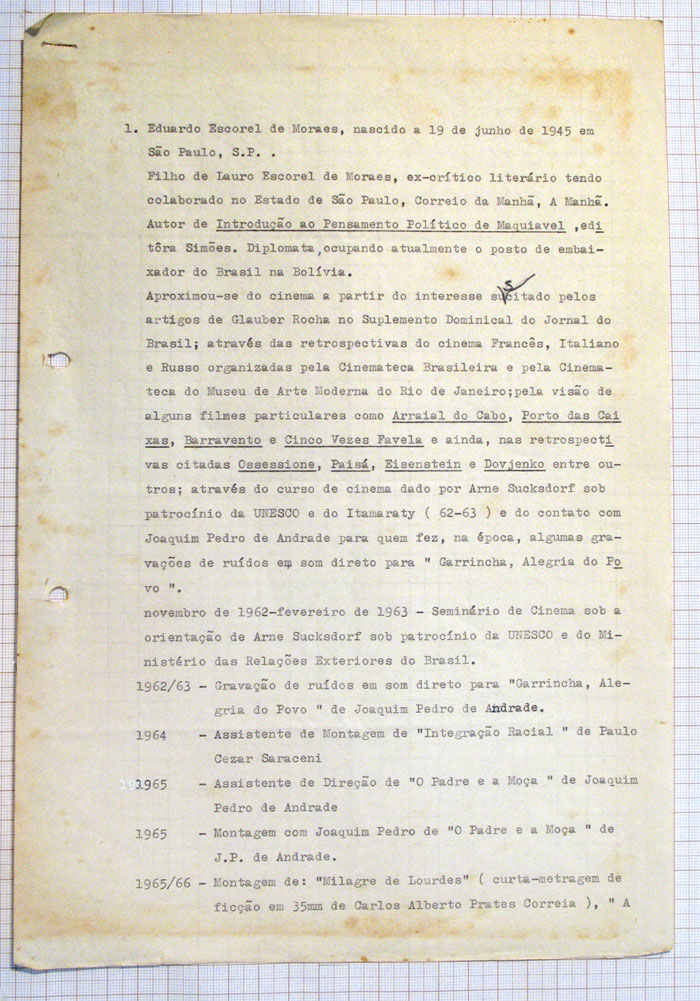 1. Eduardo Escorel de Moraes, nascido a 19 de junho de 1945 em
São Paulo, S.P. .
Filho de Lauro Escorel de Moraes, ex-crítico literário tendo
colaborado no Estado de São Paulo, Correio da Manhã, A Manhã.
Autor de Introdução ao Pensamento Político de Maquiavel ,edi
tôra Simões. Diplomata,ocupando atualmente o posto de embai-
xador do Brasil na Bolívia.
Aproximou-se do cinema a partir do interesse suscitado pelos
artigos de Glauber Rocha no Suplemento Dominical do Jornal do
Brasil; através das retrospectivas do cinema Francês, Italiano
e Russo organizadas pela Cinemateca Brasileira e pela Cinema-
teca do Museu de Arte Moderna do Rio de Janeiro;pela visão de
alguns filmes particulares como Arraial do Cabo, Porto das Cai
xas, Barravento e Cinco Vezes Favela e ainda, nas retrospecti
vas citadas Ossessione, Paisá, Eisenstein e Dovjenko entre ou-
tros; através do curso de cinema dado por Arne Sucksdorf sob
patrocínio da UNESCO e do Itamaraty ( 62-63 ) e do contato com
Joaquim Pedro de Andrade para quem fez, na época, algumas gra-
vações de ruídos em som direto para " Garrincha, Alegria do Po
vo ".
novembro de 1962-fevereiro de 1963 - Seminário de Cinema sob a
orientação de Arne Sucksdorf sob patrocínio da UNESCO e do Mi-
nistério das Relações Exteriores do Brasil.
1962/63 - Gravação de ruídos em som direto para "Garrincha, Ale-
gria do Povo " de Joaquim Pedro de Andrade.
1964 - Assistente de Montagem de "Integração Racial " de Paulo
Cezar Saraceni
1965 - Assistente de Direção de "O Padre e a Moça " de Joaquim
Pedro de Andrade
1965 - Montagem com Joaquim Pedro de "O Padre e a Moça " de
J.P. de Andrade.
1965/66 - Montagem de: "Milagre de Lourdes" ( curta-metragem de
ficção em 35mm de Carlos Alberto Prates Correia ), " A